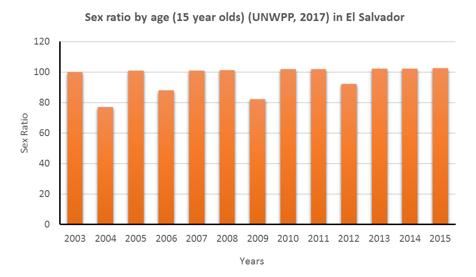 Sex ratio by age (15 year olds) (UNWPP, 2017) in El Salvador
120
100
80
60
40
20
0
Sex Ratio
2003 2004 2005 2006 2007 2008 2009 2010 2011 2012 2013 2014 2015
Years